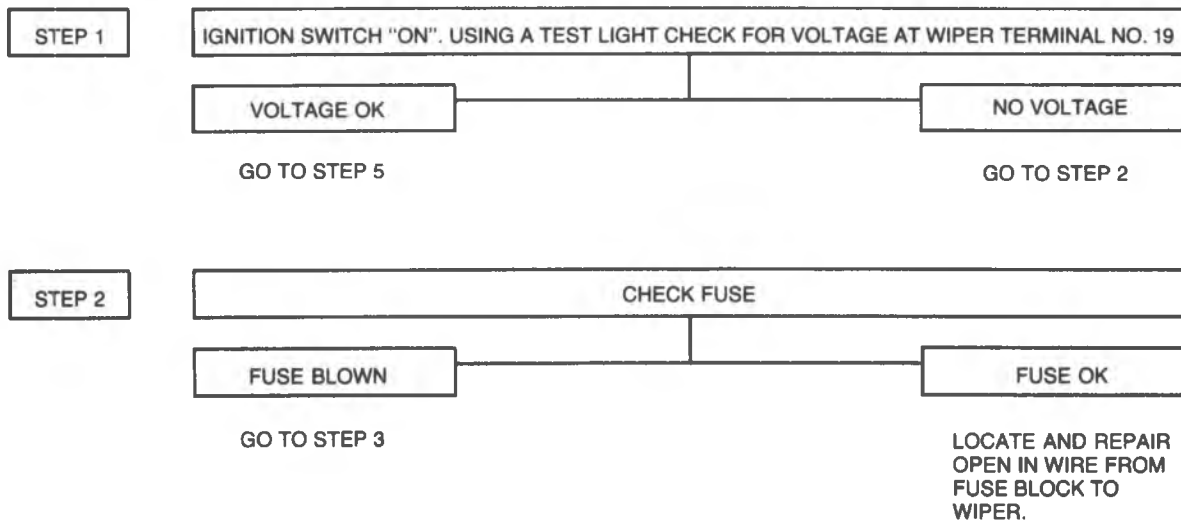 STEP 1
IGNITION SWITCH "ON". USING A TEST LIGHT CHECK FOR VOLTAGE AT WIPER TERMINAL NO. 19
VOLTAGE OK
NO VOLTAGE
GO TO STEP 5
GO TO STEP 2
STEP 2
CHECK FUSE
FUSE BLOWN
FUSE OK
GO TO STEP 3
LOCATE AND REPAIR
OPEN IN WIRE FROM
FUSE BLOCK TO
WIPER.